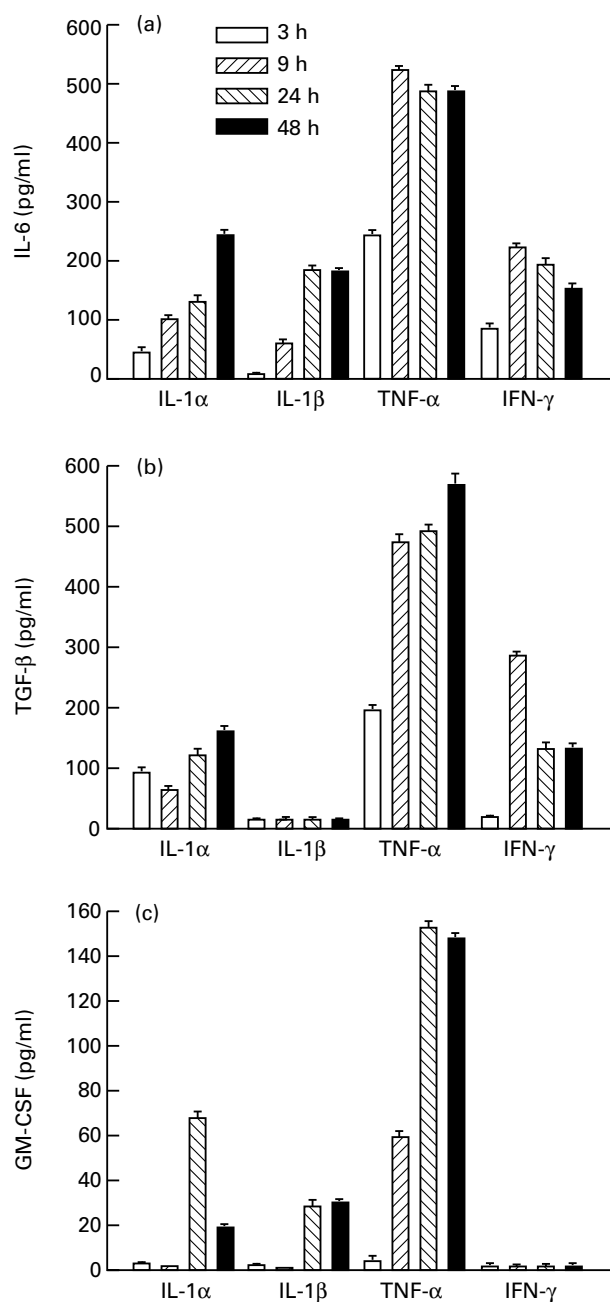 (a)
3 h
9 h
24 h
48 h
IL-6 (pg/ml)
600
500
400
300
200
100
0
IL-1α IL-1β TNF-α IFN-γ
(b)
TGF-β (pg/ml)
600
500
400
300
200
100
0
IL-1α IL-1β TNF-α IFN-γ
(c)
GM-CSF (pg/ml)
160
140
120
100
80
60
40
20
0
IL-1α IL-1β TNF-α IFN-γ